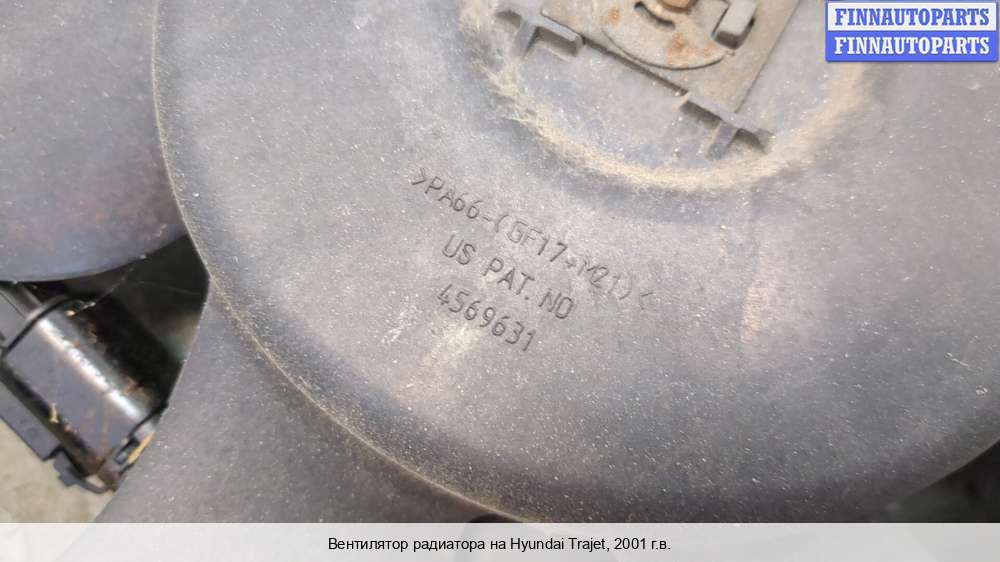 FINNAUTOPARTS
FINNAUTOPARTS
>PA66-(GF17+M21)<
US PAT. NO
4569631
Вентилятор радиатора на Hyundai Trajet, 2001 г.в.